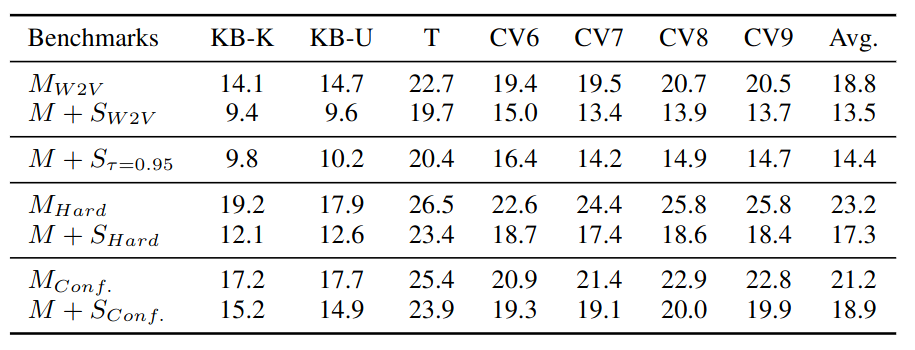 Benchmarks KB-K KB-U T CV6 CV7 CV8 CV9 Avg.
M_{W2V} 14.1 14.7 22.7 19.4 19.5 20.7 20.5 18.8
M + S_{W2V} 9.4 9.6 19.7 15.0 13.4 13.9 13.7 13.5
M + S_{τ=0.95} 9.8 10.2 20.4 16.4 14.2 14.9 14.7 14.4
M_{Hard} 19.2 17.9 26.5 22.6 24.4 25.8 25.8 23.2
M + S_{Hard} 12.1 12.6 23.4 18.7 17.4 18.6 18.4 17.3
M_{Conf.} 17.2 17.7 25.4 20.9 21.4 22.9 22.8 21.2
M + S_{Conf.} 15.2 14.9 23.9 19.3 19.1 20.0 19.9 18.9